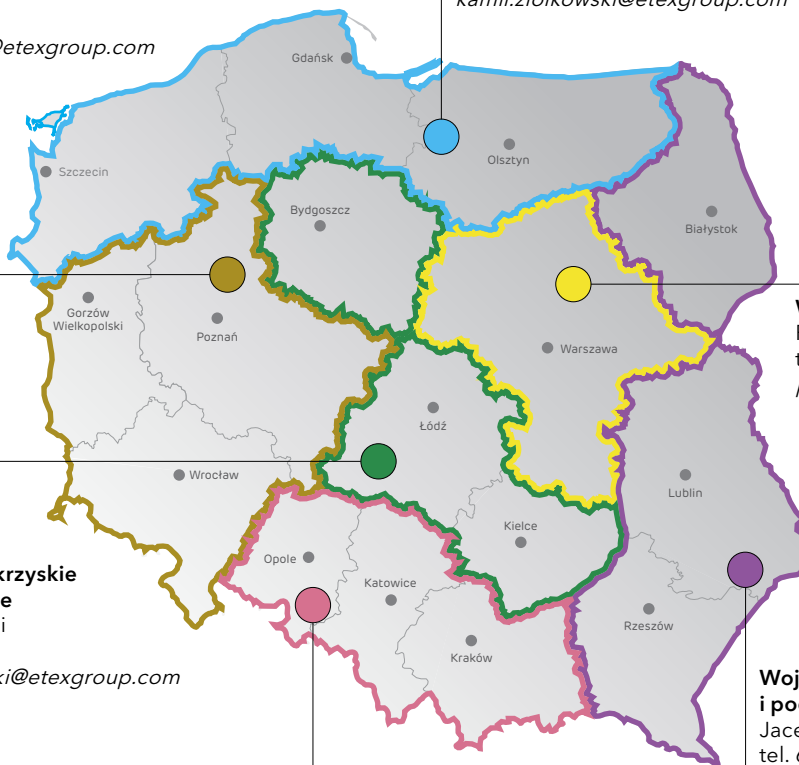 kamil.ziolkowski@etexgroup.com
@etexgroup.com
Gdańsk
Szczecin
Olsztyn
Bydgoszcz
Białystok
Gorzów
Wielkopolski
Poznań
Warszawa
Łódź
Wrocław
Lublin
Kielce
Opole
Katowice
Rzeszów
Kraków
krzyskie
e
i
ki@etexgroup.com
Woj
i po
Jace
tel.